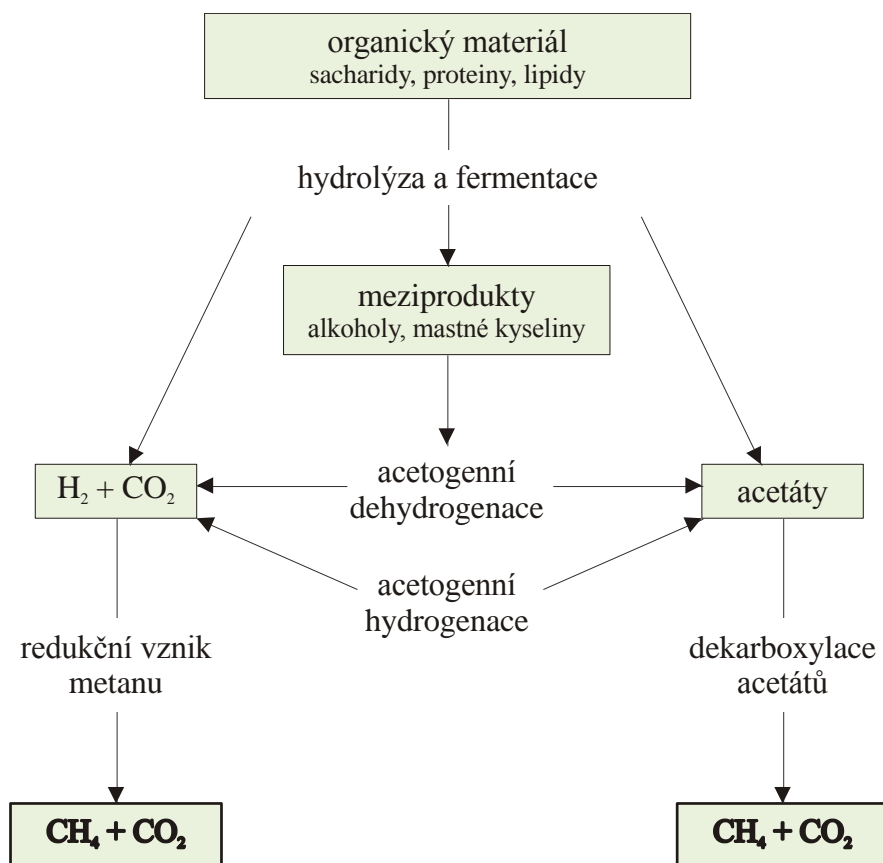 organický materiál
sacharidy, proteiny, lipidy
hydrolýza a fermentace
meziprodukty
alkoholy, mastné kyseliny
H₂ + CO₂
acetogenní
dehydrogenace
acetáty
acetogenní
hydrogenace
redukční vznik
metanu
dekarboxylace
acetátů
CH₄ + CO₂
CH₄ + CO₂